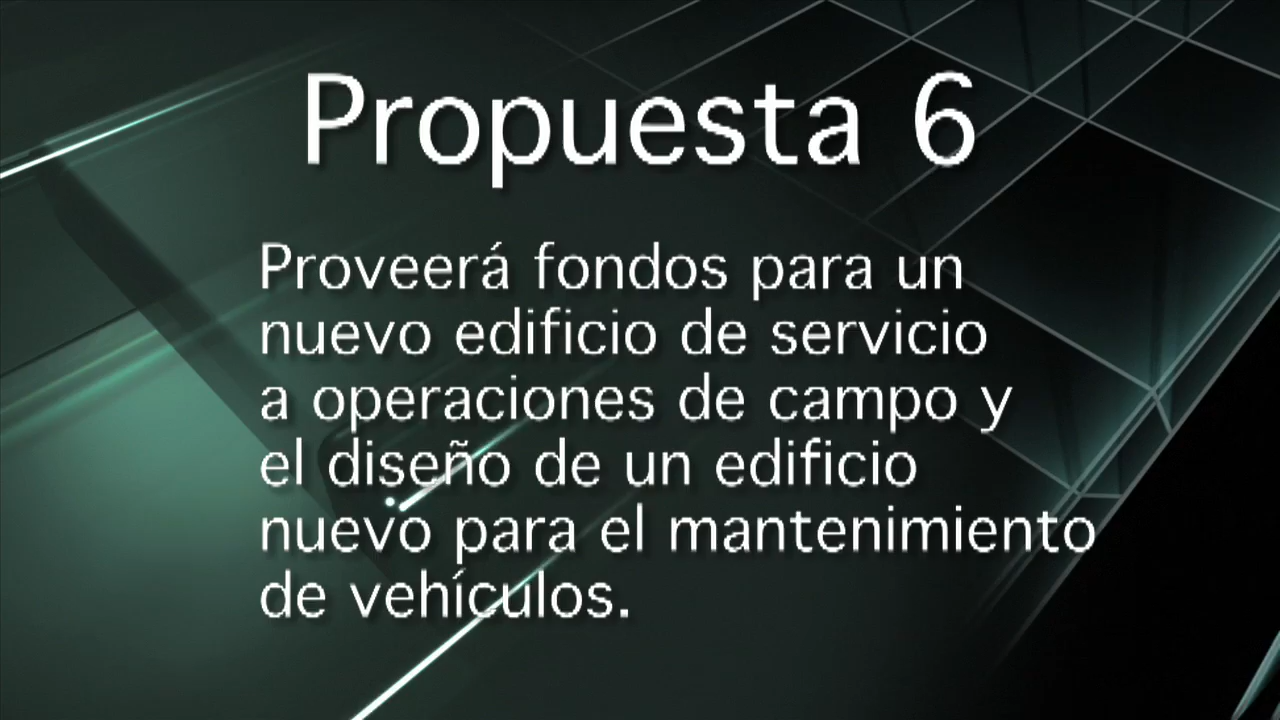 Propuesta 6
Proveerá fondos para un
nuevo edificio de servicio
a operaciones de campo y
el diseño de un edificio
nuevo para el mantenimiento
de vehículos.